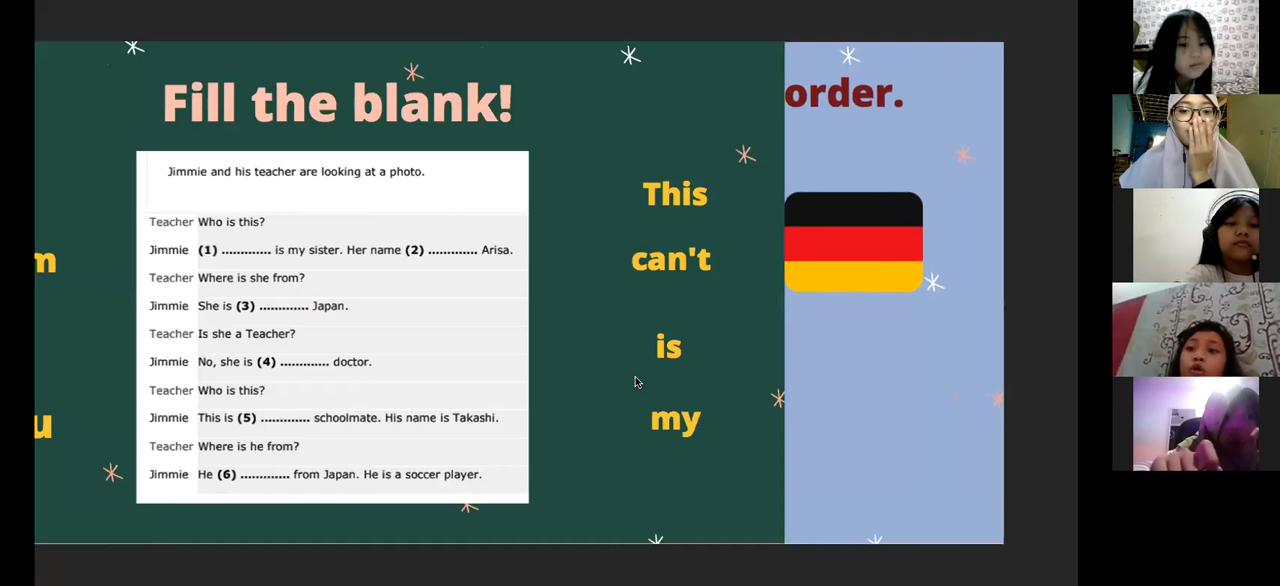 Fill the blank!
order.
Jimmie and his teacher are looking at a photo.
Teacher Who is this?
Jimmie (1) ............. is my sister. Her name (2) ............. Arisa.
Teacher Where is she from?
Jimmie She is (3) ............. Japan.
Teacher Is she a Teacher?
Jimmie No, she is (4) ............. doctor.
Teacher Who is this?
Jimmie This is (5) ............. schoolmate. His name is Takashi.
Teacher Where is he from?
Jimmie He (6) ............. from Japan. He is a soccer player.
This
can't
is
my
m
u